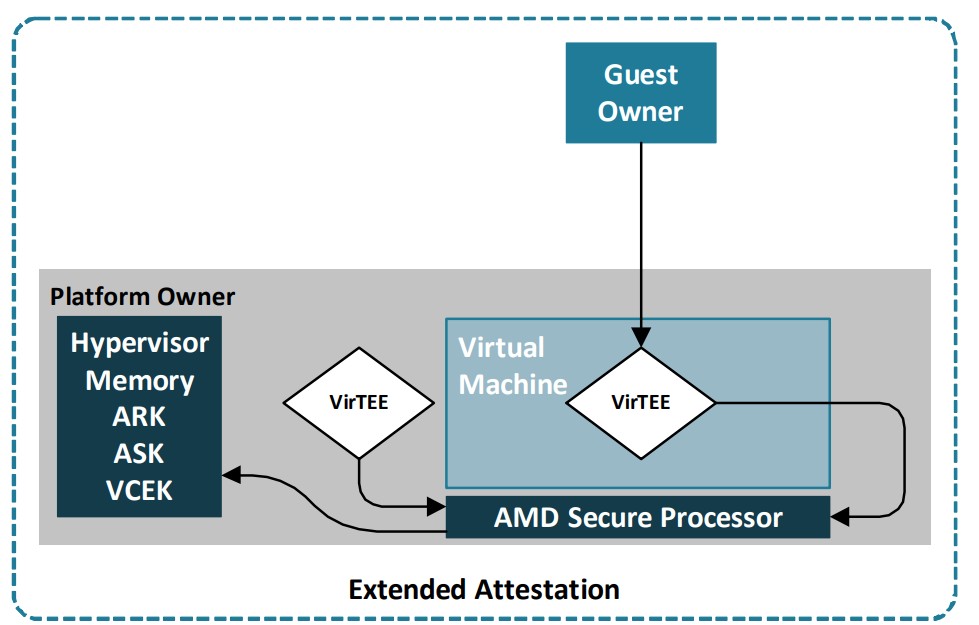 Guest
Owner
Platform Owner
Hypervisor
Memory
ARK
ASK
VCEK
VirTEE
Virtual
Machine
VirTEE
AMD Secure Processor
Extended Attestation